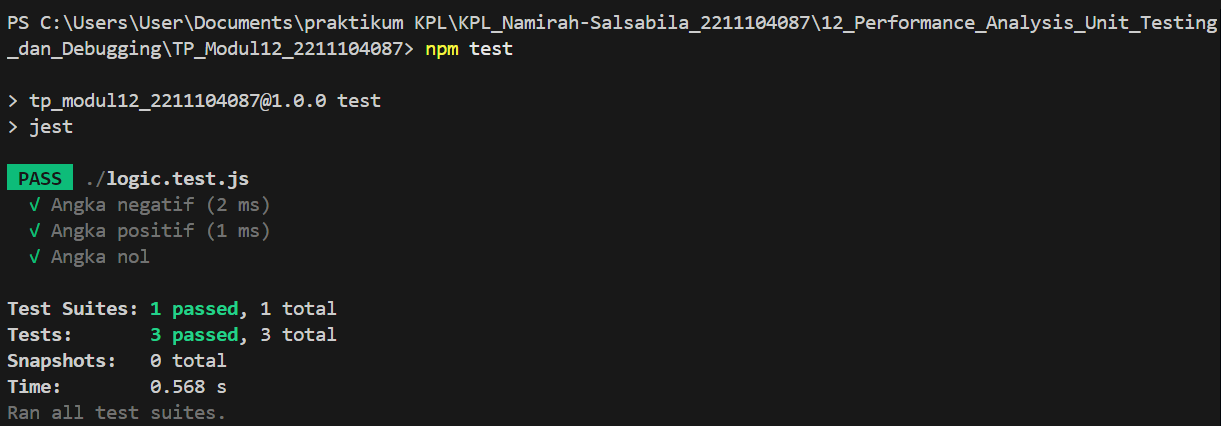 PS C:\Users\User\Documents\praktikum KPL\KPL_Namirah-Salsabila_2211104087\12_Performance_Analysis_Unit_Testing
_dan_Debugging\TP_Modul12_2211104087> npm test
> tp_modul12_2211104087@1.0.0 test
> jest
PASS ./logic.test.js
√ Angka negatif (2 ms)
√ Angka positif (1 ms)
√ Angka nol
Test Suites: 1 passed, 1 total
Tests: 3 passed, 3 total
Snapshots: 0 total
Time: 0.568 s
Ran all test suites.